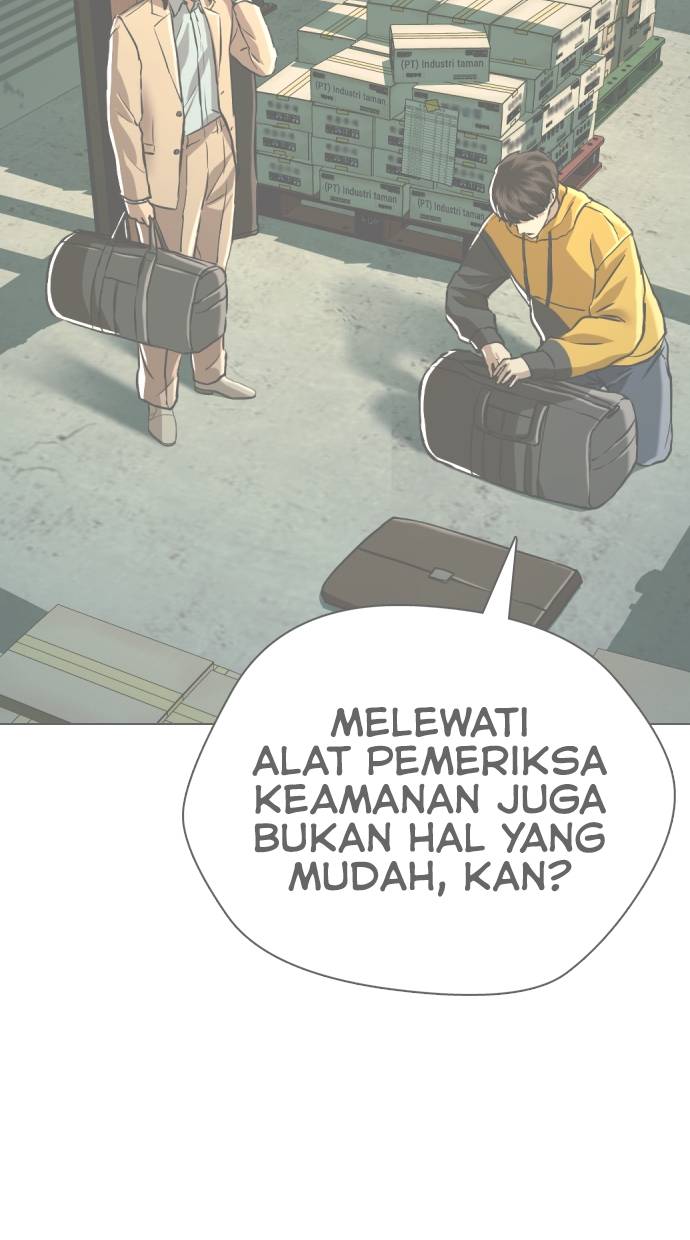 (PT) Industri taman
(PT) Industri taman
(PT) Industri taman
(PT) Industri taman
MELEWATI
ALAT PEMERIKSA
KEAMANAN JUGA
BUKAN HAL YANG
MUDAH, KAN?